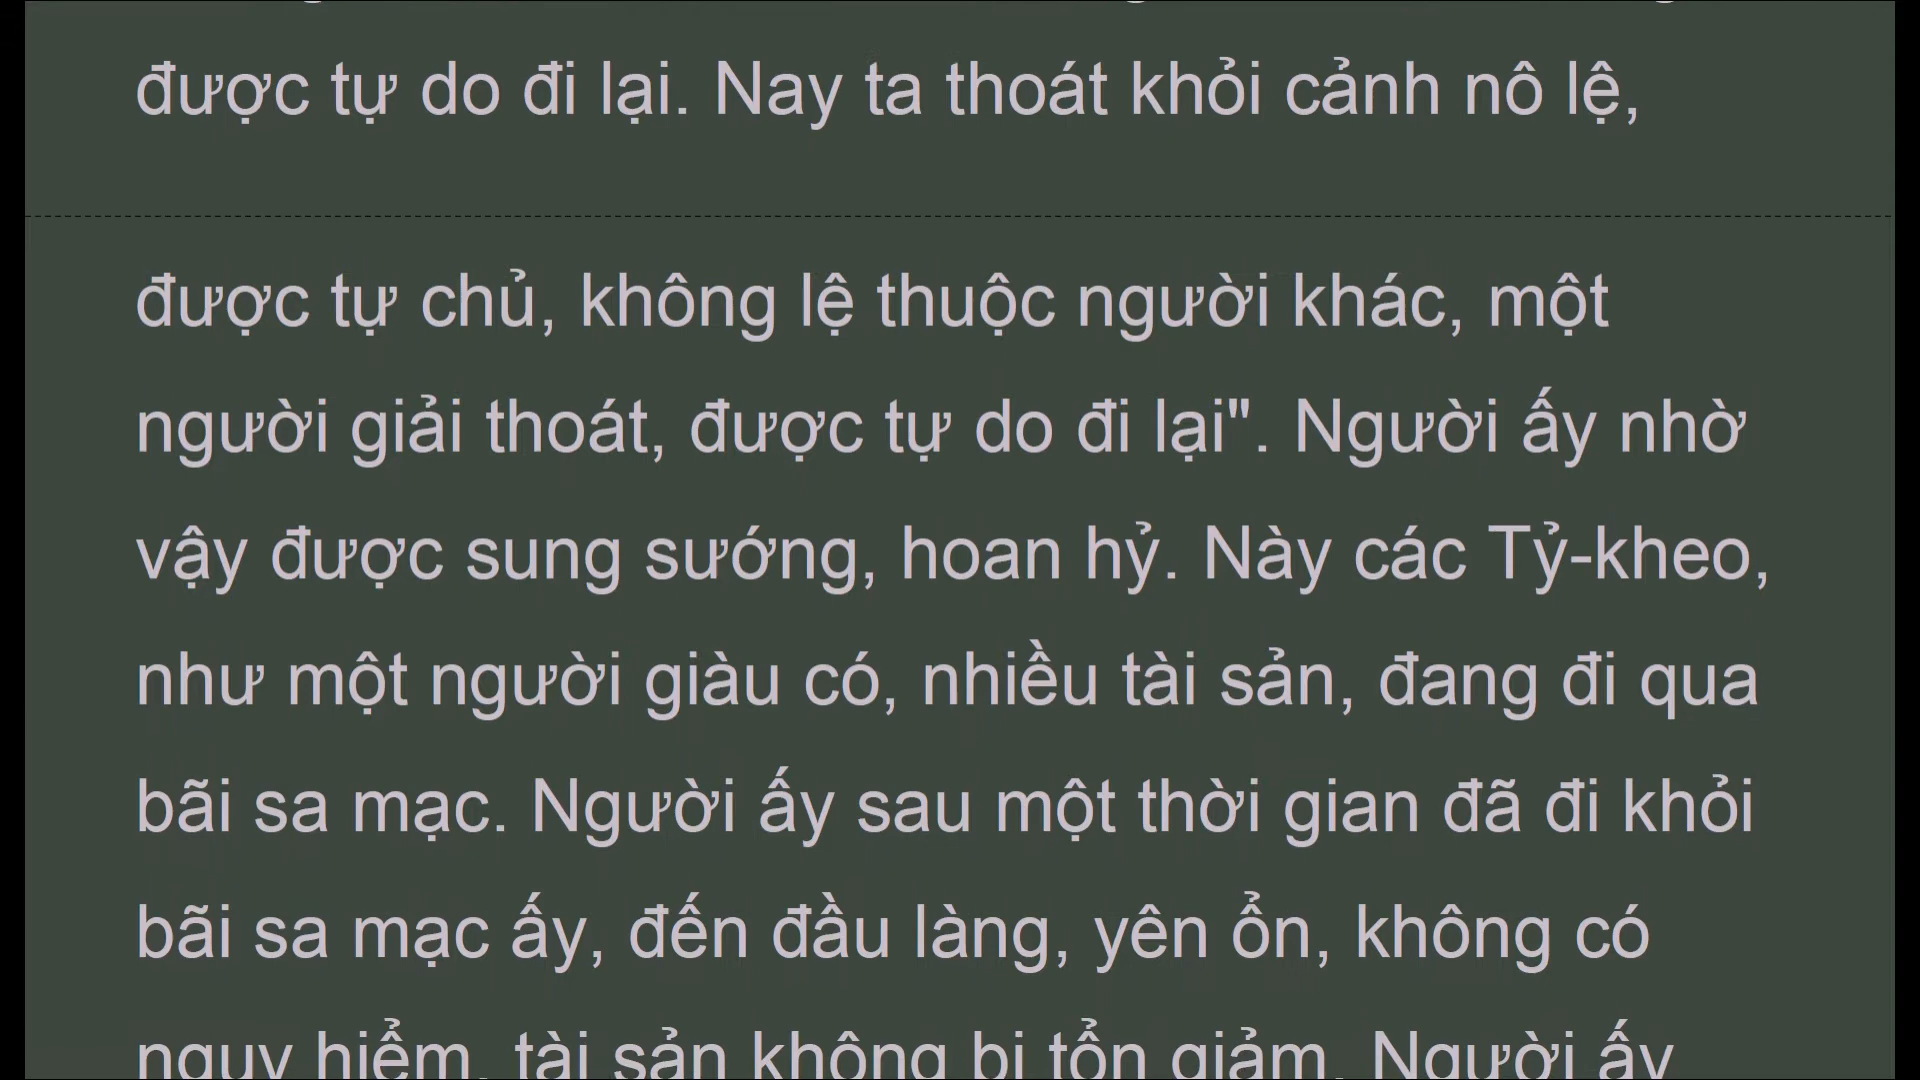 được tự do đi lại. Nay ta thoát khỏi cảnh nô lệ,
được tự chủ, không lệ thuộc người khác, một
người giải thoát, được tự do đi lại". Người ấy nhờ
vậy được sung sướng, hoan hỷ. Này các Tỷ-kheo,
như một người giàu có, nhiều tài sản, đang đi qua
bãi sa mạc. Người ấy sau một thời gian đã đi khỏi
bãi sa mạc ấy, đến đầu làng, yên ổn, không có
nguy hiểm, tài sản không bị tổn giảm. Người ấy